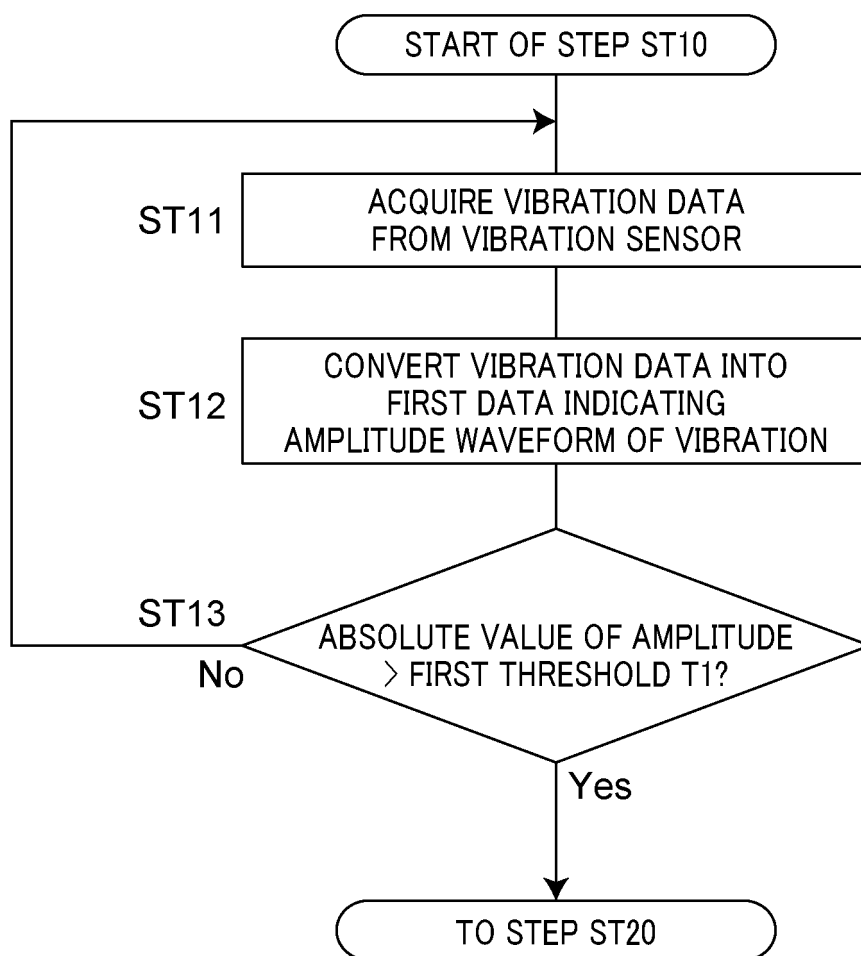 START OF STEP ST10
ST11
ACQUIRE VIBRATION DATA
FROM VIBRATION SENSOR
ST12
CONVERT VIBRATION DATA INTO
FIRST DATA INDICATING
AMPLITUDE WAVEFORM OF VIBRATION
ST13
ABSOLUTE VALUE OF AMPLITUDE
> FIRST THRESHOLD T1?
No
Yes
TO STEP ST20